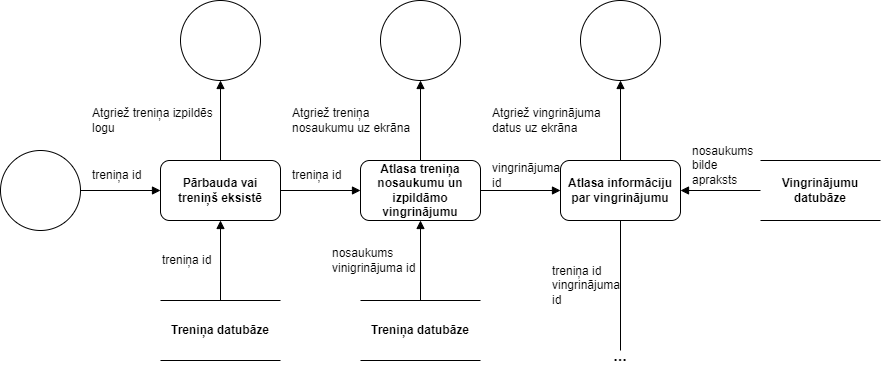 Atgriež treniņa izpildēs
logu
Atgriež treniņa
nosaukumu uz ekrāna
Atgriež vingrinājuma
datus uz ekrāna
treniņa id
Pārbauda vai
treniņš eksistē
treniņa id
Atlasa treniņa
nosaukumu un
izpildāmo
vingrinājumu
vingrinājuma
id
Atlasa informāciju
par vingrinājumu
nosaukums
bilde
apraksts
Vingrinājumu
datubāze
treniņa id
nosaukums
vinigrinājuma id
treniņa id
vingrinājuma
id
Treniņa datubāze
Treniņa datubāze
...